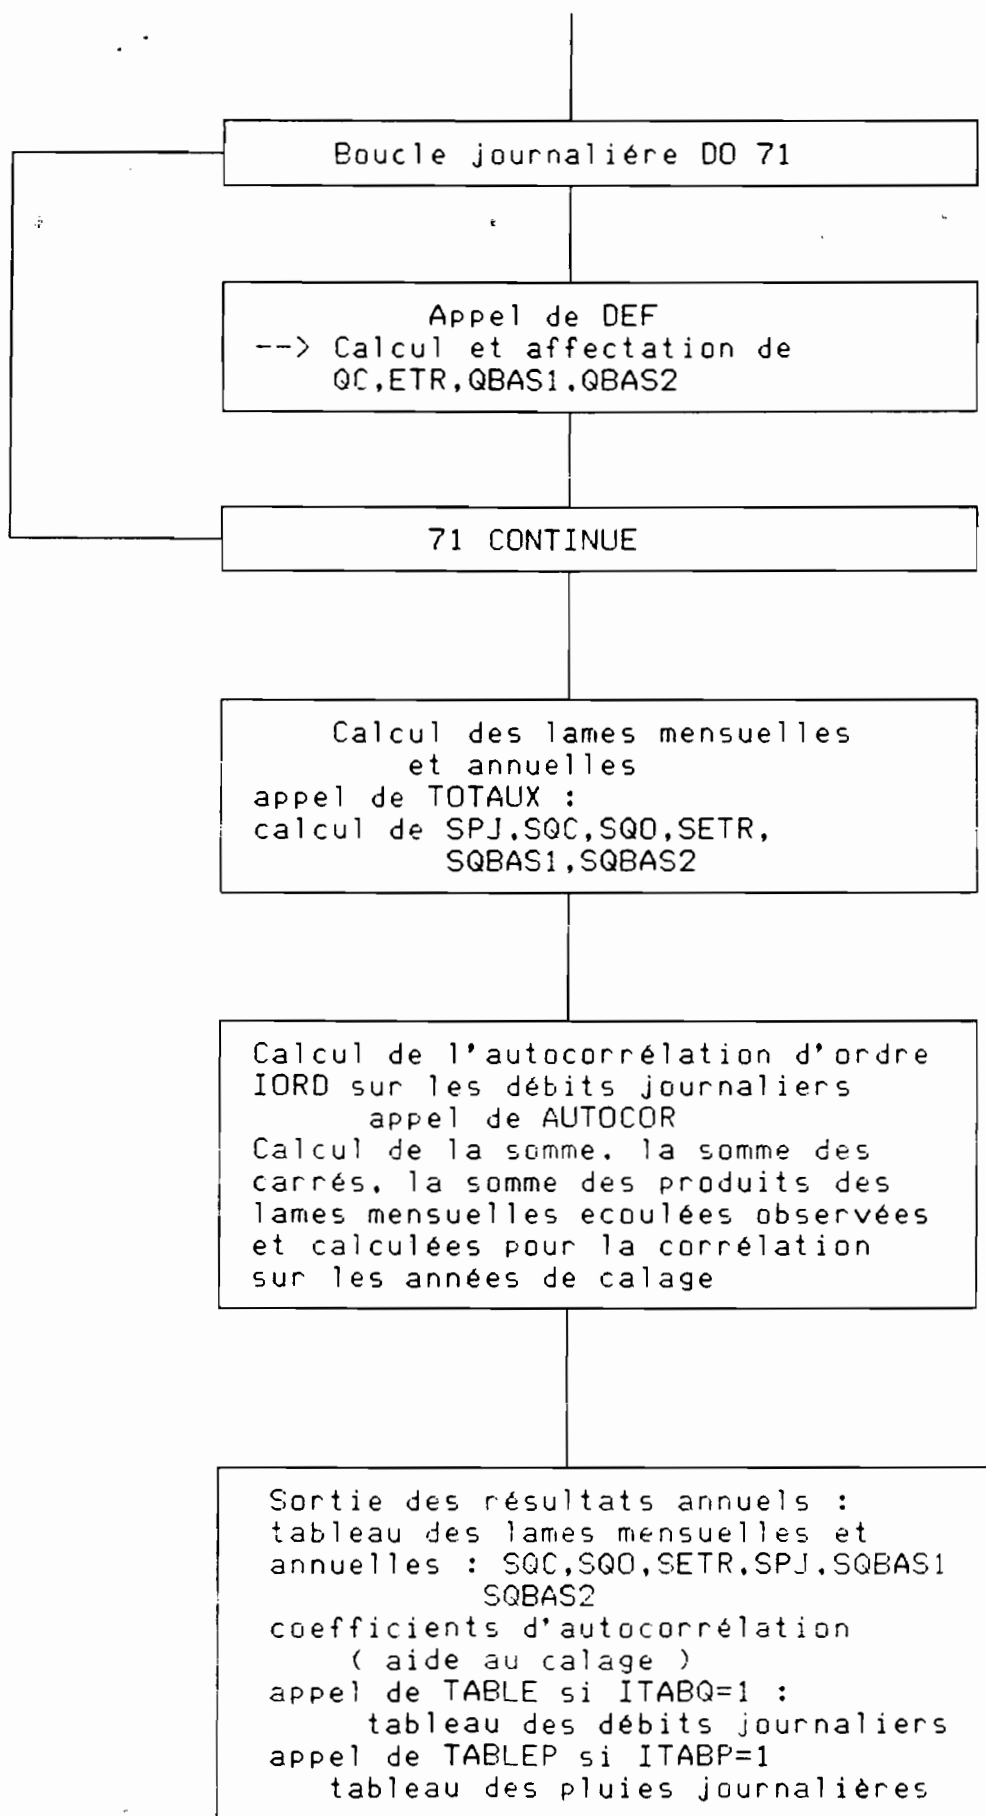 Boucle journaliére DO 71
Appel de DEF
--> Calcul et affectation de
QC,ETR,QBAS1.QBAS2
71 CONTINUE
Calcul des lames mensuelles
et annuelles
appel de TOTAUX :
calcul de SPJ.SQC,SQO,SETR,
SQBAS1,SQBAS2
Calcul de l'autocorrélation d'ordre
IORD sur les débits journaliers
appel de AUTOCOR
Calcul de la somme. la somme des
carrés. la somme des produits des
lames mensuelles ecoulées observées
et calculées pour la corrélation
sur les années de calage
Sortie des résultats annuels :
tableau des lames mensuelles et
annuelles : SQC,SQO,SETR.SPJ.SQBAS1
SQBAS2
coefficients d'autocorrélation
( aide au calage )
appel de TABLE si ITABQ=1 :
tableau des débits journaliers
appel de TABLEP si ITABP=1
tableau des pluies journalières